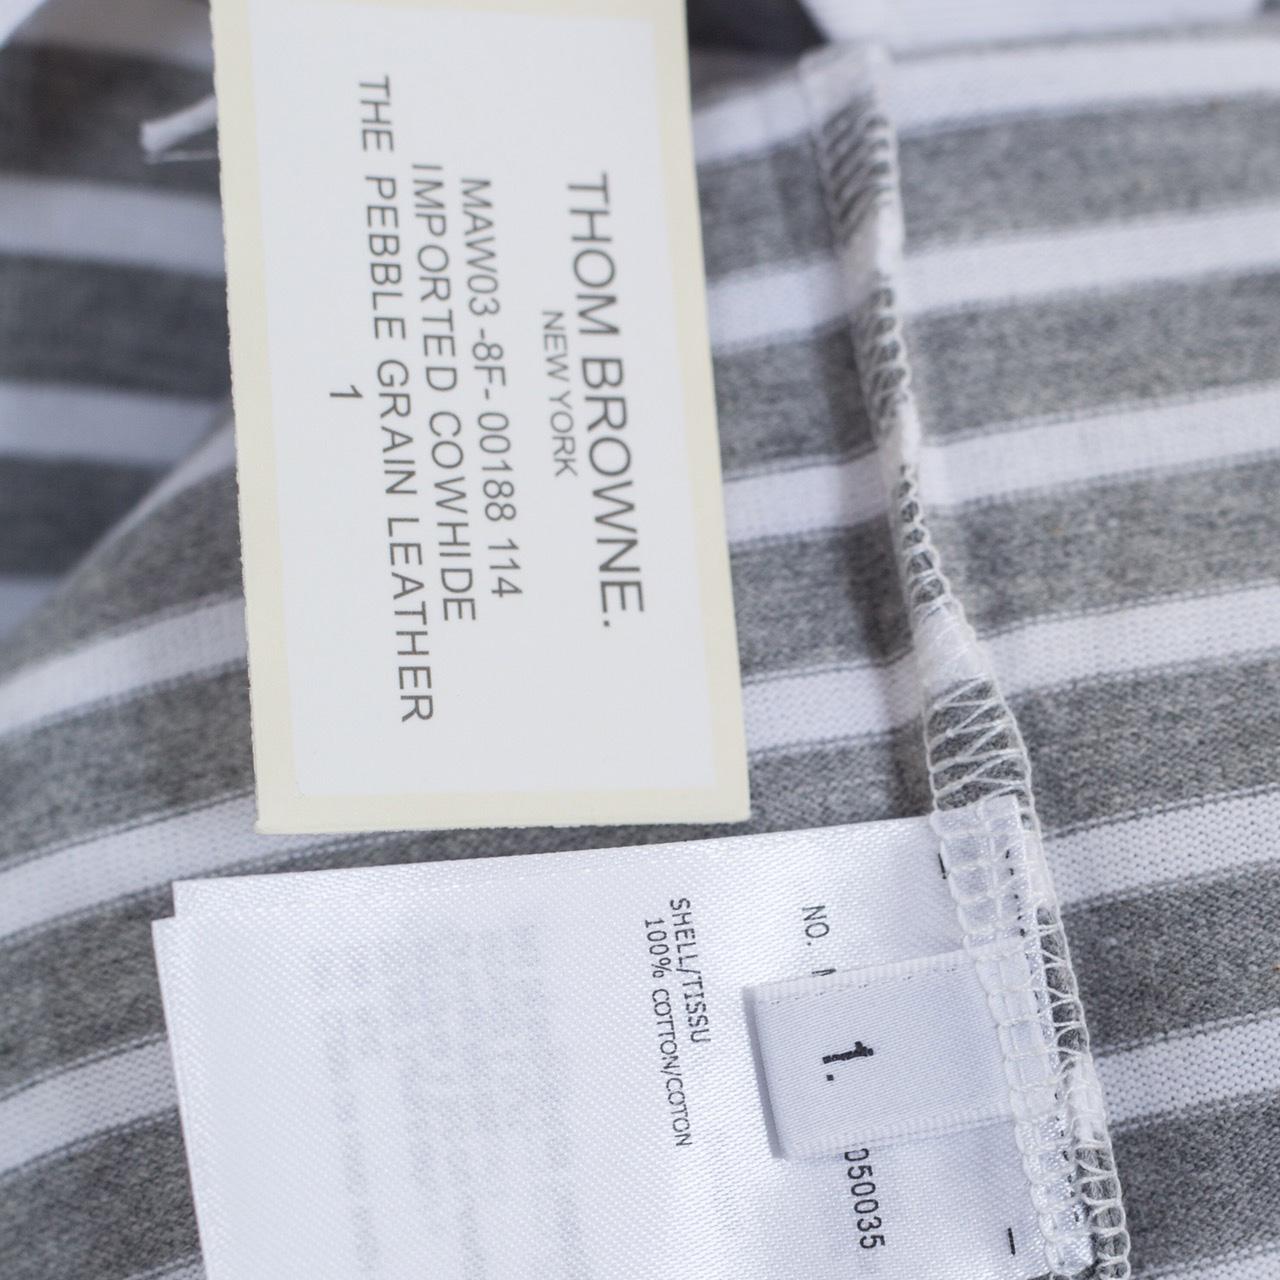 THOM BROWNE.
NEW YORK
MAW03 -8F- 00188 114
IMPORTED COWHIDE
THE PEBBLE GRAIN LEATHER
1
NO.
050035
1.
SHELL/TISSU
100% COTTON/COTON